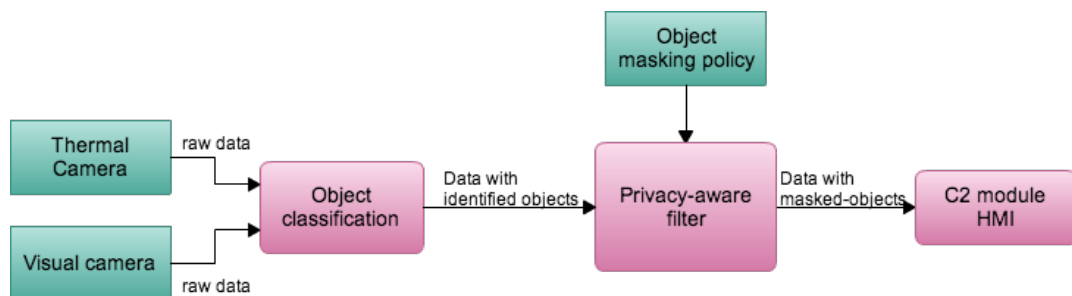 Object
masking policy
Thermal
Camera
raw data
Object
classification
Data with
identified objects
Privacy-aware
filter
Data with
masked-objects
C2 module
HMI
Visual camera
raw data